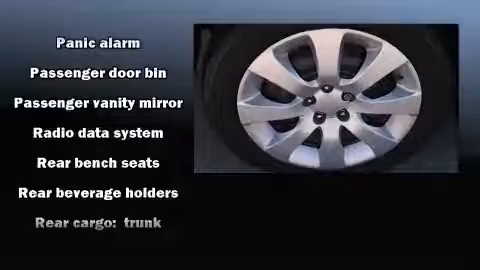 Panic alarm
Passenger door bin
Passenger vanity mirror
Radio data system
Rear bench seats
Rear beverage holders
Rear cargo: trunk